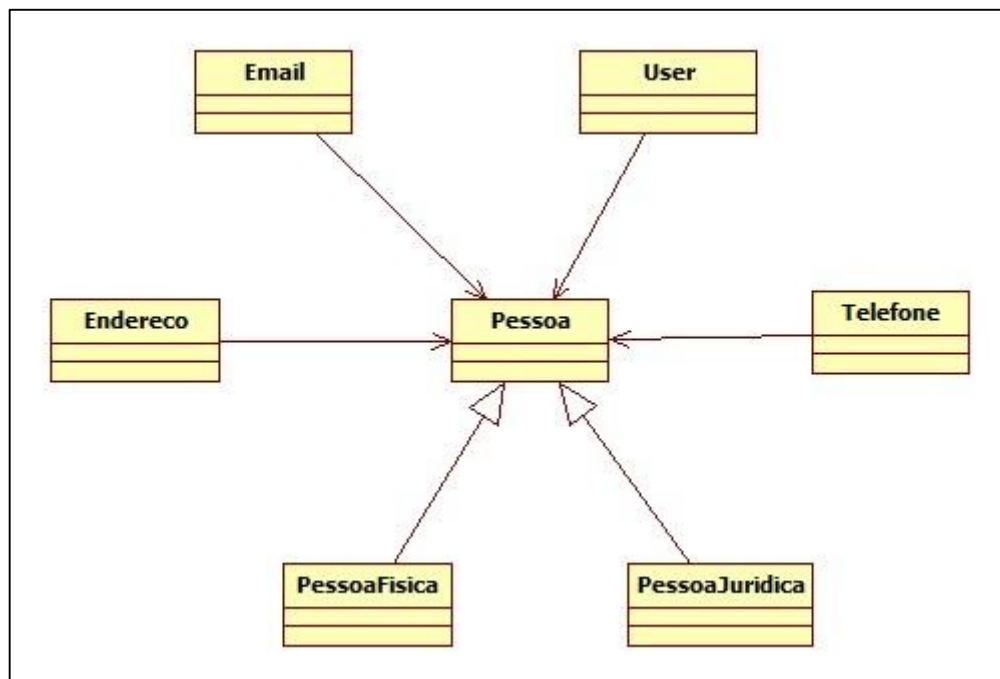 Email
User
Endereco
Pessoa
Telefone
PessoaFisica
PessoaJuridica